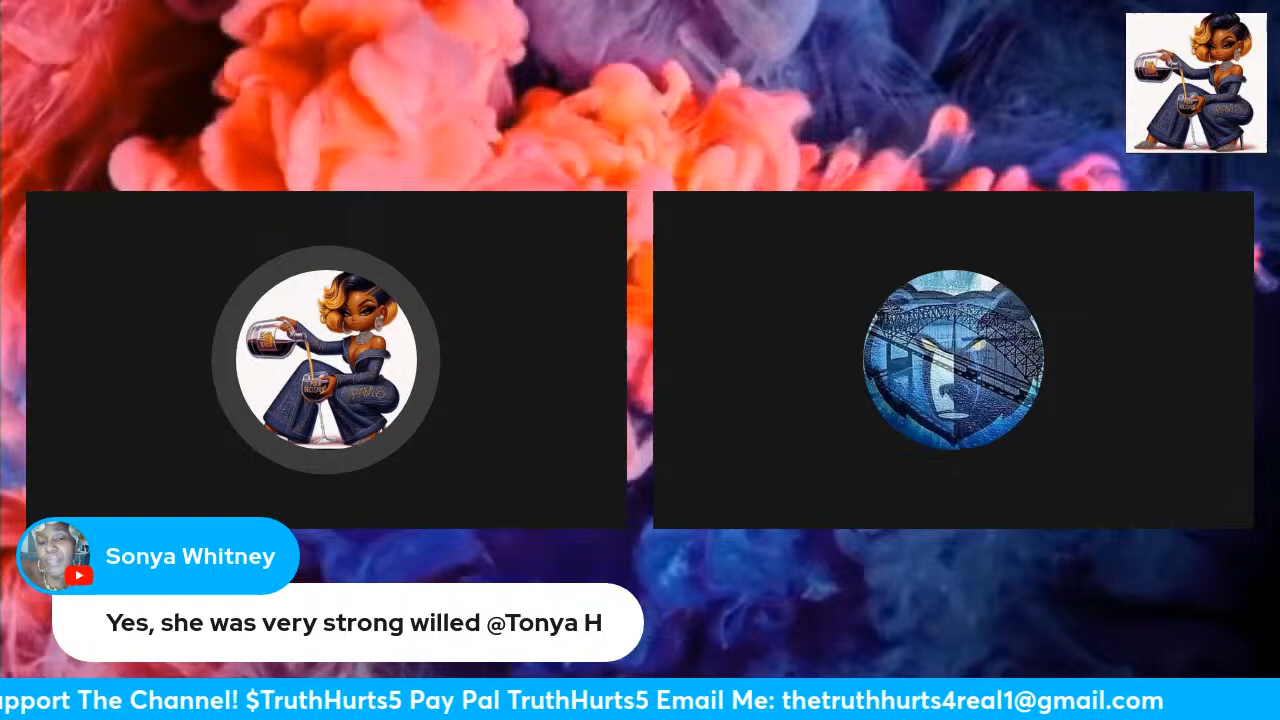 Sonya Whitney
Yes, she was very strong willed @Tonya H
upport The Channel! $TruthHurts5 Pay Pal TruthHurts5 Email Me: thetruthhurts4real1@gmail.com